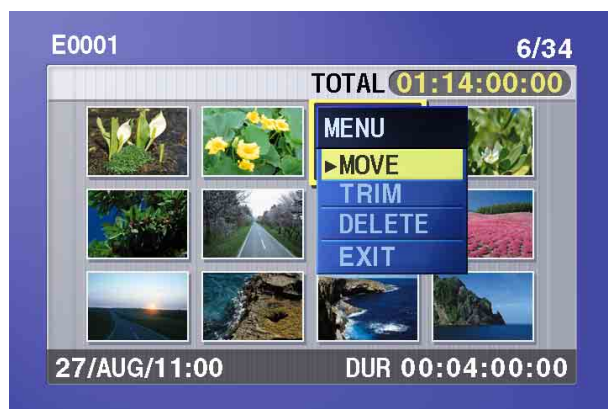 E0001
6/34
TOTAL 01:14:00:00
MENU
►MOVE
TRIM
DELETE
EXIT
27/AUG/11:00
DUR 00:04:00:00